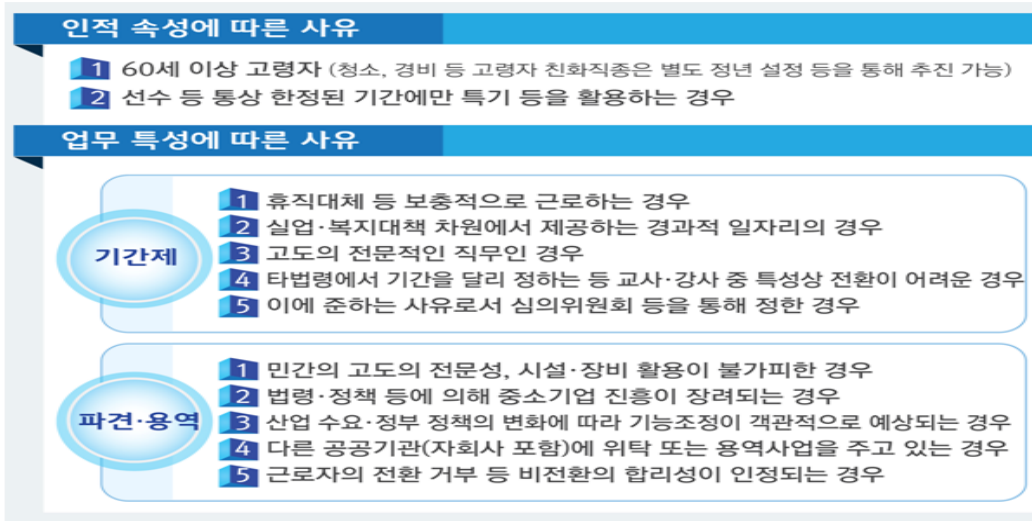 인적 속성에 따른 사유
1 60세 이상 고령자 (청소, 경비 등 고령자 친화직종은 별도 정년 설정 등을 통해 추진 가능)
2 선수 등 통상 한정된 기간에만 특기 등을 활용하는 경우
업무 특성에 따른 사유
기간제
1 휴직대체 등 보충적으로 근로하는 경우
2 실업·복지대책 차원에서 제공하는 경과적 일자리의 경우
3 고도의 전문적인 직무인 경우
4 타법령에서 기간을 달리 정하는 등 교사·강사 중 특성상 전환이 어려운 경우
5 이에 준하는 사유로서 심의위원회 등을 통해 정한 경우
파견·용역
1 민간의 고도의 전문성, 시설·장비 활용이 불가피한 경우
2 법령·정책 등에 의해 중소기업 진흥이 장려되는 경우
3 산업 수요·정부 정책의 변화에 따라 기능조정이 객관적으로 예상되는 경우
4 다른 공공기관(자회사 포함)에 위탁 또는 용역사업을 주고 있는 경우
5 근로자의 전환 거부 등 비전환의 합리성이 인정되는 경우